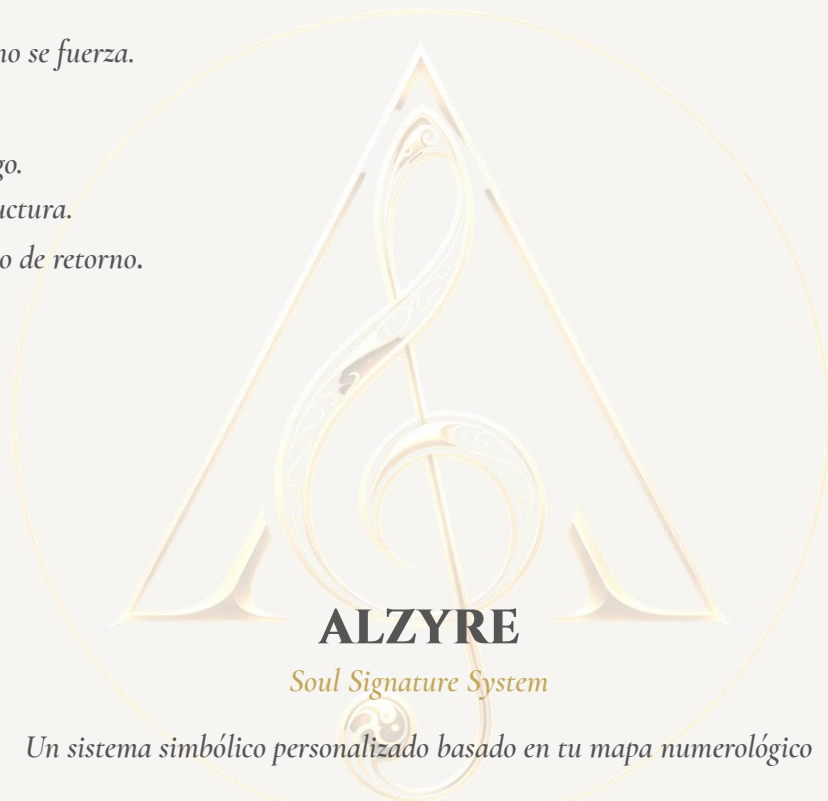 no se fuerza.
go.
uctura.
o de retorno.
ALZYRE
Soul Signature System
Un sistema simbólico personalizado basado en tu mapa numerológico